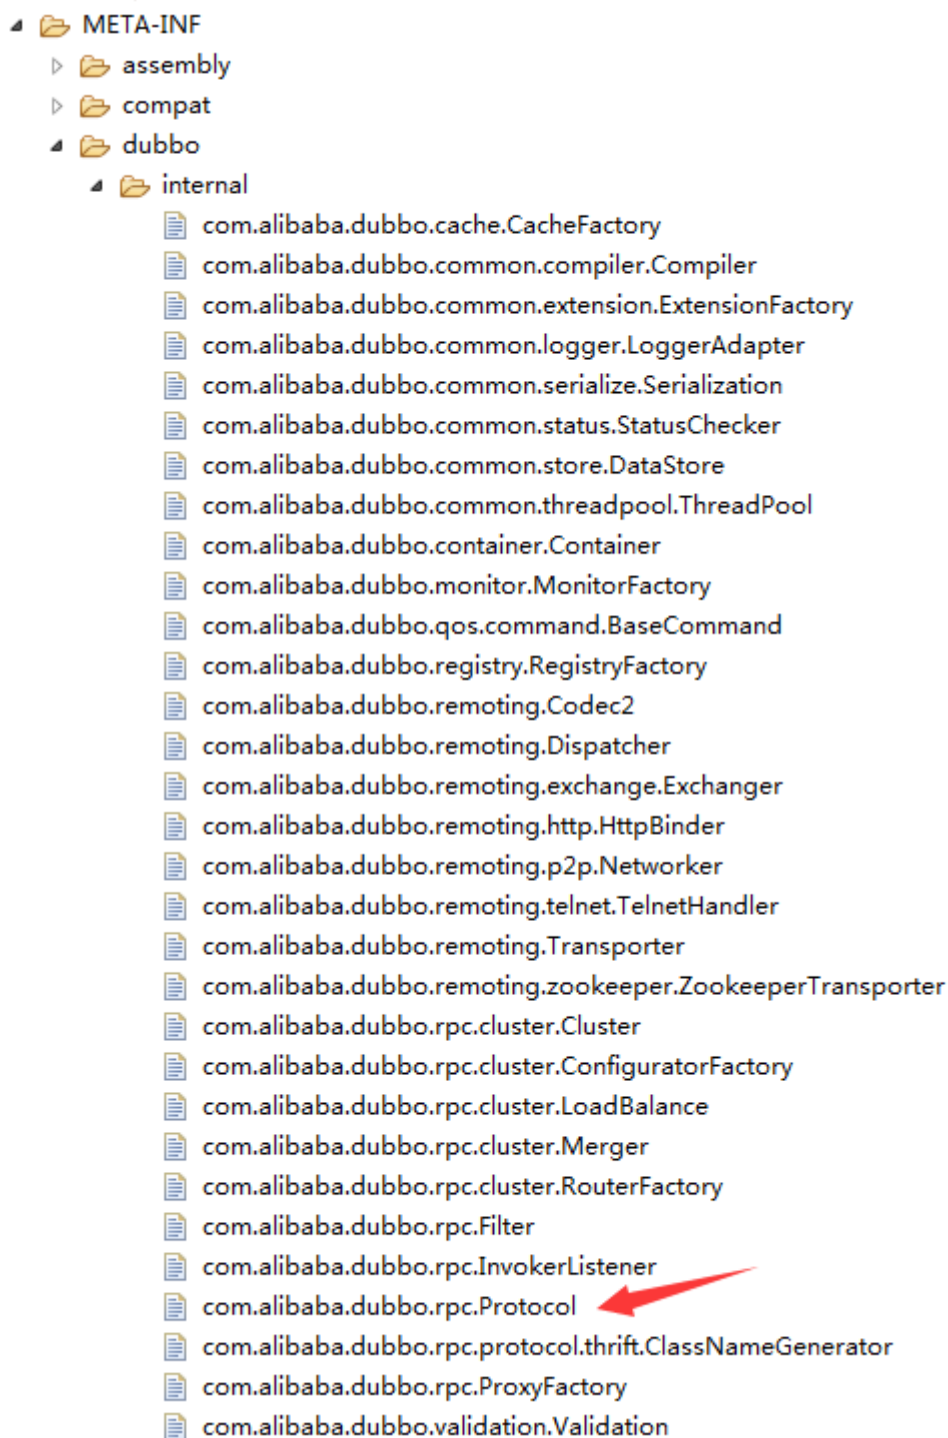 META-INF
assembly
compat
dubbo
internal
com.alibaba.dubbo.cache.CacheFactory
com.alibaba.dubbo.common.compiler.Compiler
com.alibaba.dubbo.common.extension.ExtensionFactory
com.alibaba.dubbo.common.logger.LoggerAdapter
com.alibaba.dubbo.common.serialize.Serialization
com.alibaba.dubbo.common.status.StatusChecker
com.alibaba.dubbo.common.store.DataStore
com.alibaba.dubbo.common.threadpool.ThreadPool
com.alibaba.dubbo.container.Container
com.alibaba.dubbo.monitor.MonitorFactory
com.alibaba.dubbo.qos.command.BaseCommand
com.alibaba.dubbo.registry.RegistryFactory
com.alibaba.dubbo.remoting.Codec2
com.alibaba.dubbo.remoting.Dispatcher
com.alibaba.dubbo.remoting.exchange.Exchanger
com.alibaba.dubbo.remoting.http.HttpBinder
com.alibaba.dubbo.remoting.p2p.Networker
com.alibaba.dubbo.remoting.telnet.TelnetHandler
com.alibaba.dubbo.remoting.Transporter
com.alibaba.dubbo.remoting.zookeeper.ZookeeperTransporter
com.alibaba.dubbo.rpc.cluster.Cluster
com.alibaba.dubbo.rpc.cluster.ConfiguratorFactory
com.alibaba.dubbo.rpc.cluster.LoadBalance
com.alibaba.dubbo.rpc.cluster.Merger
com.alibaba.dubbo.rpc.cluster.RouterFactory
com.alibaba.dubbo.rpc.Filter
com.alibaba.dubbo.rpc.InvokerListener
com.alibaba.dubbo.rpc.Protocol
com.alibaba.dubbo.rpc.protocol.thrift.ClassNameGenerator
com.alibaba.dubbo.rpc.ProxyFactory
com.alibaba.dubbo.validation.Validation